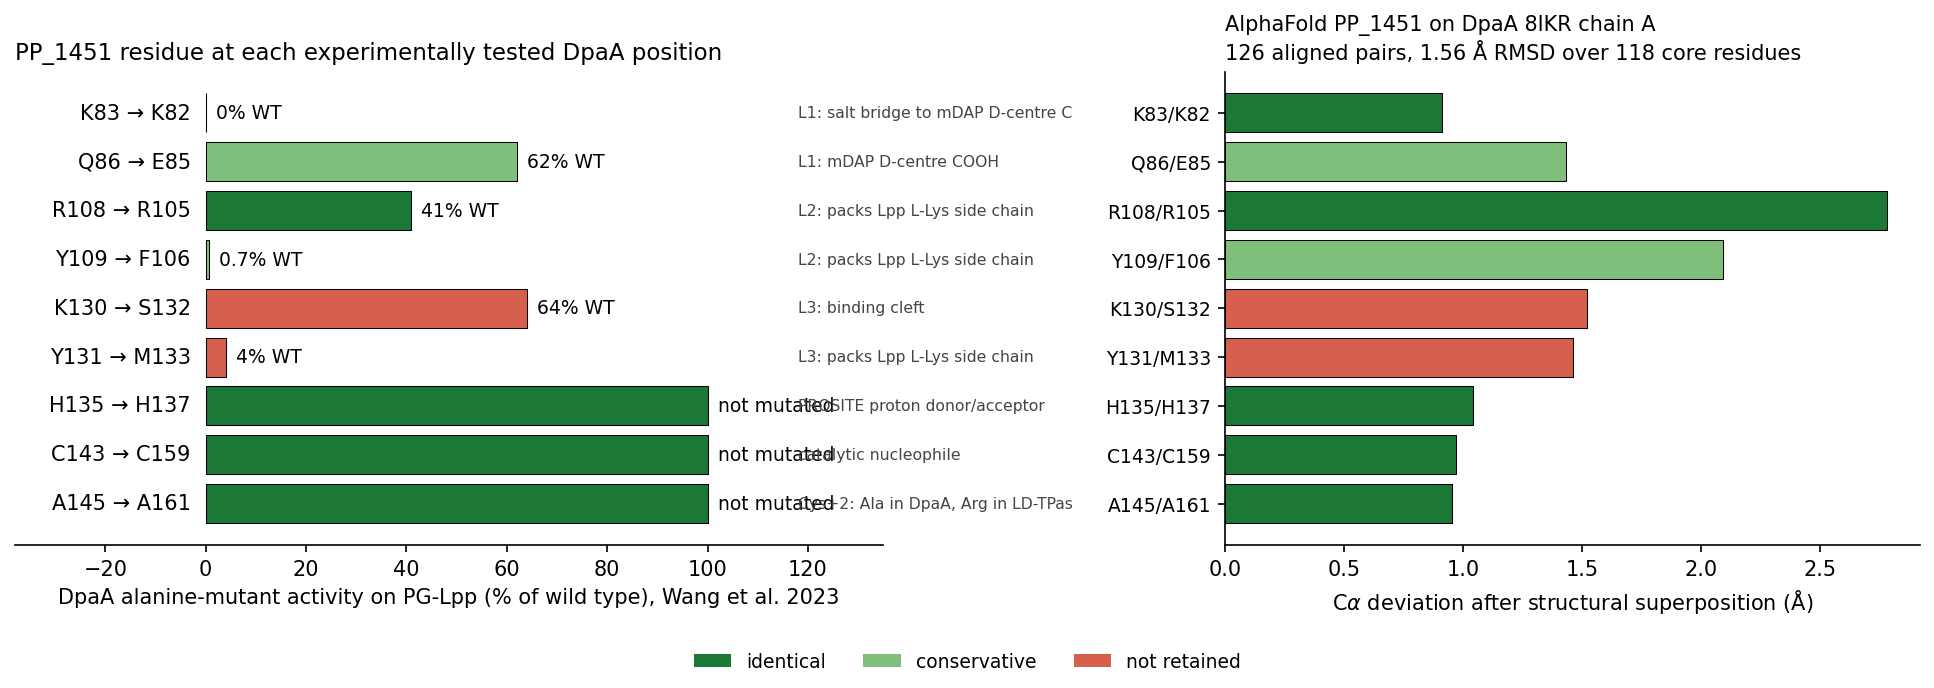 PP_1451 residue at each experimentally tested DpaA position
K83 → K82
0% WT
L1: salt bridge to mDAP D-centre C
Q86 → E85
62% WT
L1: mDAP D-centre COOH
R108 → R105
41% WT
L2: packs Lpp L-Lys side chain
Y109 → F106
0.7% WT
L2: packs Lpp L-Lys side chain
K130 → S132
64% WT
L3: binding cleft
Y131 → M133
4% WT
L3: packs Lpp L-Lys side chain
H135 → H137
not mutated
PROSITE proton donor/acceptor
C143 → C159
not mutated
catalytic nucleophile
A145 → A161
not mutated
Cys+2: Ala in DpaA, Arg in LD-TPas
−20 0 20 40 60 80 100 120
DpaA alanine-mutant activity on PG-Lpp (% of wild type), Wang et al. 2023
AlphaFold PP_1451 on DpaA 8IKR chain A
126 aligned pairs, 1.56 Å RMSD over 118 core residues
K83/K82
Q86/E85
R108/R105
Y109/F106
K130/S132
Y131/M133
H135/H137
C143/C159
A145/A161
0.0 0.5 1.0 1.5 2.0 2.5
Cα deviation after structural superposition (Å)
identical conservative not retained